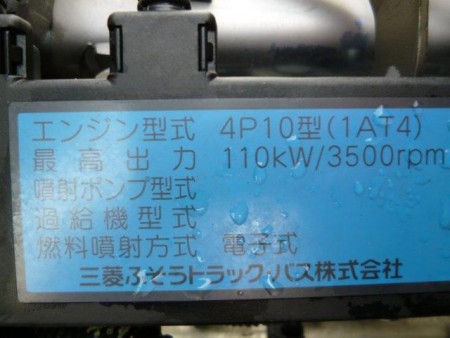 エンジン型式 4P10型(1AT4)
最高出力 110kW/3500rpm
噴射ポンプ型式
過給機型式
燃料噴射方式 電子式
三菱ふそうトラック・バス株式会社